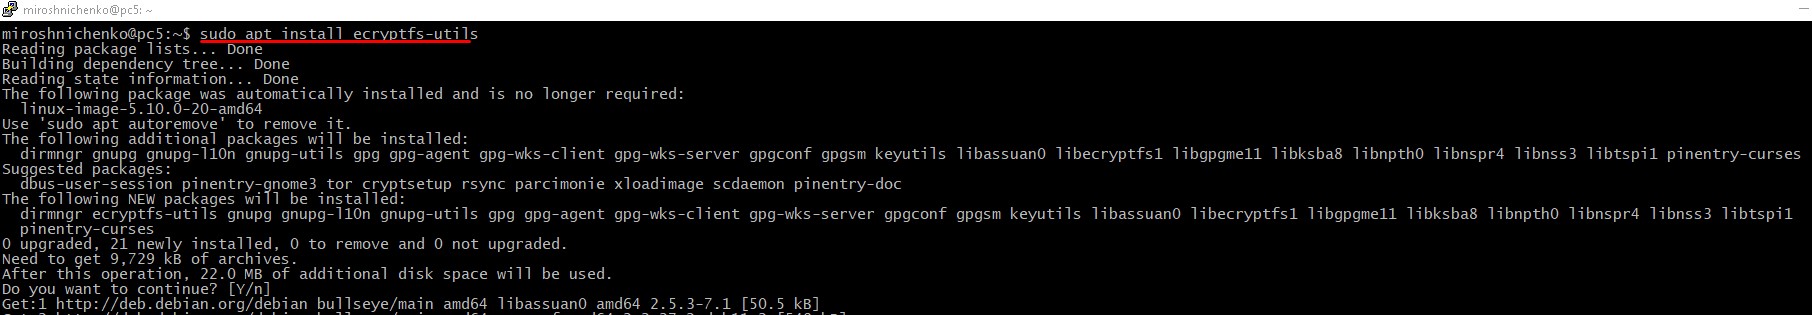 miroshnichenko@pc5: ~
miroshnichenko@pc5:~$ sudo apt install ecryptfs-utils
Reading package lists... Done
Building dependency tree... Done
Reading state information... Done
The following package was automatically installed and is no longer required:
linux-image-5.10.0-20-amd64
Use 'sudo apt autoremove' to remove it.
The following additional packages will be installed:
dirmngr gnupg gnupg-l10n gnupg-utils gpg gpg-agent gpg-wks-client gpg-wks-server gpgconf gpgsm keyutils libassuan0 libecryptfs1 libgpgme11 libksba8 libnpth0 libnspr4 libnss3 libtspi1 pinentry-curses
Suggested packages:
dbus-user-session pinentry-gnome3 tor cryptsetup rsync parcimonie xloadimage scdaemon pinentry-doc
The following NEW packages will be installed:
dirmngr ecryptfs-utils gnupg gnupg-l10n gnupg-utils gpg gpg-agent gpg-wks-client gpg-wks-server gpgconf gpgsm keyutils libassuan0 libecryptfs1 libgpgme11 libksba8 libnpth0 libnspr4 libnss3 libtspi1
pinentry-curses
0 upgraded, 21 newly installed, 0 to remove and 0 not upgraded.
Need to get 9,729 kB of archives.
After this operation, 22.0 MB of additional disk space will be used.
Do you want to continue? [Y/n]
Get:1 http://deb.debian.org/debian bullseye/main amd64 libassuan0 amd64 2.5.3-7.1 [50.5 kB]